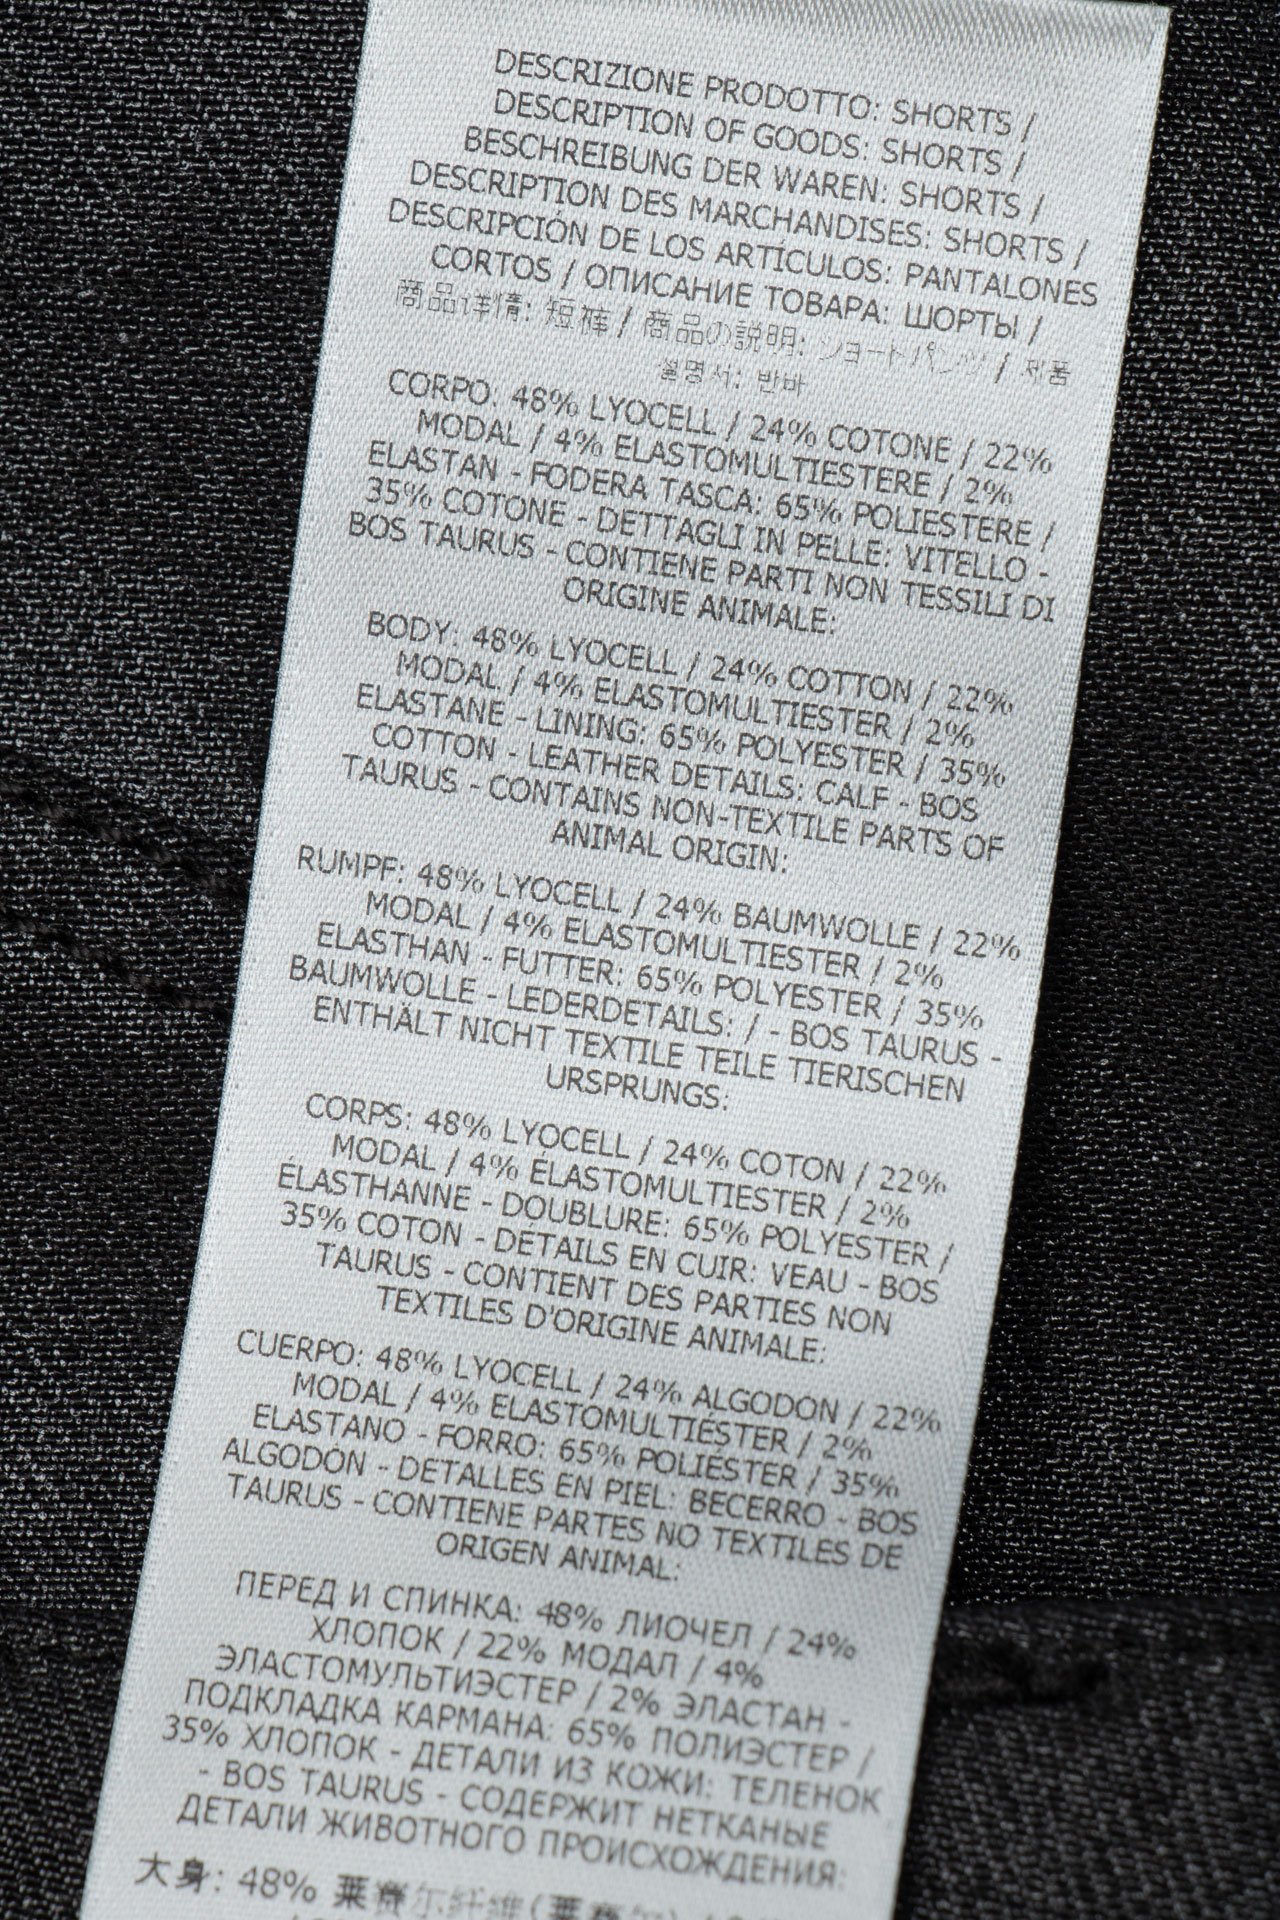 DESCRIZIONE PRODOTTO: SHORTS /
DESCRIPTION OF GOODS: SHORTS /
BESCHREIBUNG DER WAREN: SHORTS /
DESCRIPTION DES MARCHANDISES: SHORTS /
DESCRIPCIÓN DE LOS ARTÍCULOS: PANTALONES
CORTOS / ОПИСАНИЕ ТОВАРА: ШОРТЫ /
商品详情: 短裤 / 商品の説明: ショートパンツ / 제품
설명서: 반바
CORPO: 48% LYOCELL / 24% COTONE / 22%
MODAL / 4% ELASTOMULTIESTERE / 2%
ELASTAN - FODERA TASCA: 65% POLIESTERE /
35% COTONE - DETTAGLI IN PELLE: VITELLO -
BOS TAURUS - CONTIENE PARTI NON TESSILI DI
ORIGINE ANIMALE:
BODY: 48% LYOCELL / 24% COTTON / 22%
MODAL / 4% ELASTOMULTIESTER / 2%
ELASTANE - LINING: 65% POLYESTER / 35%
COTTON - LEATHER DETAILS: CALF - BOS
TAURUS - CONTAINS NON-TEXTILE PARTS OF
ANIMAL ORIGIN:
RUMPF: 48% LYOCELL / 24% BAUMWOLLE / 22%
MODAL / 4% ELASTOMULTIESTER / 2%
ELASTHAN - FUTTER: 65% POLYESTER / 35%
BAUMWOLLE - LEDERDETAILS: / - BOS TAURUS -
ENTHÄLT NICHT TEXTILE TEILE TIERISCHEN
URSPRUNGS:
CORPS: 48% LYOCELL / 24% COTON / 22%
MODAL / 4% ÉLASTOMULTIESTER / 2%
ÉLASTHANNE - DOUBLURE: 65% POLYESTER /
35% COTON - DÉTAILS EN CUIR: VEAU - BOS
TAURUS - CONTIENT DES PARTIES NON
TEXTILES D'ORIGINE ANIMALE:
CUERPO: 48% LYOCELL / 24% ALGODÓN / 22%
MODAL / 4% ELASTOMULTIÉSTER / 2%
ELASTANO - FORRO: 65% POLIÉSTER / 35%
ALGODÓN - DETALLES EN PIEL: BECERRO - BOS
TAURUS - CONTIENE PARTES NO TEXTILES DE
ORIGEN ANIMAL:
ПЕРЕД И СПИНКА: 48% ЛИОЧЕЛ / 24%
ХЛОПОК / 22% МОДАЛ / 4%
ЭЛАСТОМУЛЬТИЭСТЕР / 2% ЭЛАСТАН -
ПОДКЛАДКА КАРМАНА: 65% ПОЛИЭСТЕР /
35% ХЛОПОК - ДЕТАЛИ ИЗ КОЖИ: ТЕЛЕНОК
- BOS TAURUS - СОДЕРЖИТ НЕТКАНЫЕ
ДЕТАЛИ ЖИВОТНОГО ПРОИСХОЖДЕНИЯ:
大身: 48% 莱赛尔纤维(莱赛尔)